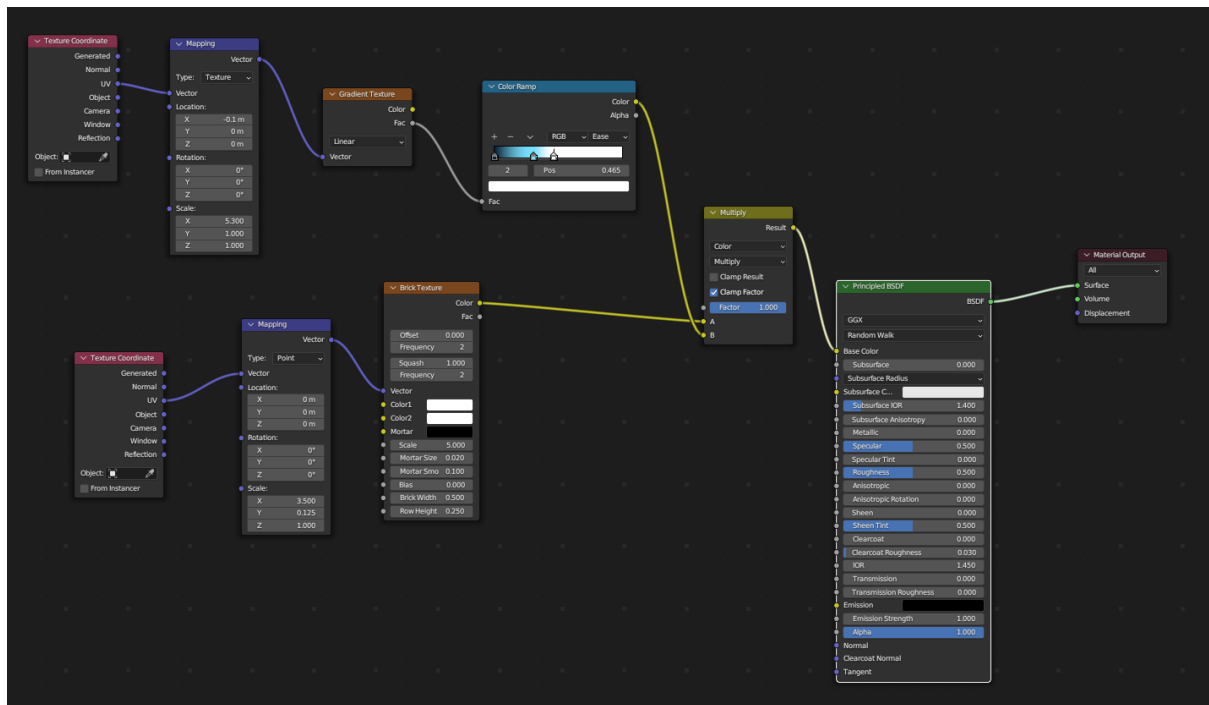 Texture Coordinate
Generated
Normal
UV
Object
Camera
Window
Reflection
Object:
From Instancer
Mapping
Vector
Type: Texture
Vector
Location:
X -0.1 m
Y 0 m
Z 0 m
Rotation:
X 0°
Y 0°
Z 0°
Scale:
X 5.300
Y 1.000
Z 1.000
Gradient Texture
Color
Fac
Linear
Vector
Color Ramp
Color
Alpha
+ − RGB Ease
2 Pos 0.465
Fac
Texture Coordinate
Generated
Normal
UV
Object
Camera
Window
Reflection
Object:
From Instancer
Mapping
Vector
Type: Point
Vector
Location:
X 0 m
Y 0 m
Z 0 m
Rotation:
X 0°
Y 0°
Z 0°
Scale:
X 3.500
Y 0.125
Z 1.000
Brick Texture
Color
Fac
Offset 0.000
Frequency 2
Squash 1.000
Frequency 2
Vector
Color1
Color2
Mortar
Scale 5.000
Mortar Size 0.020
Mortar Smo 0.100
Bias 0.000
Brick Width 0.500
Row Height 0.250
Multiply
Result
Color
Multiply
Clamp Result
Clamp Factor
Factor 1.000
A
B
Principled BSDF
BSDF
GGX
Random Walk
Base Color
Subsurface 0.000
Subsurface Radius
Subsurface C...
Subsurface IOR 1.400
Subsurface Anisotropy 0.000
Metallic 0.000
Specular 0.500
Specular Tint 0.000
Roughness 0.500
Anisotropic 0.000
Anisotropic Rotation 0.000
Sheen 0.000
Sheen Tint 0.500
Clearcoat 0.000
Clearcoat Roughness 0.030
IOR 1.450
Transmission 0.000
Transmission Roughness 0.000
Emission
Emission Strength 1.000
Alpha 1.000
Normal
Clearcoat Normal
Tangent
Material Output
All
Surface
Volume
Displacement